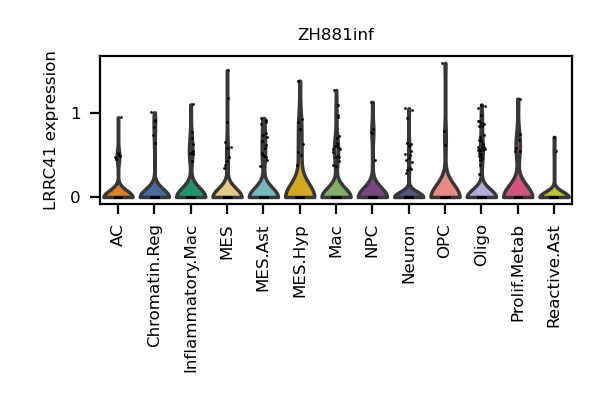 ZH881inf
LRRC41 expression
1
0
AC
Chromatin.Reg
Inflammatory.Mac
MES
MES.Ast
MES.Hyp
Mac
NPC
Neuron
OPC
Oligo
Prolif.Metab
Reactive.Ast